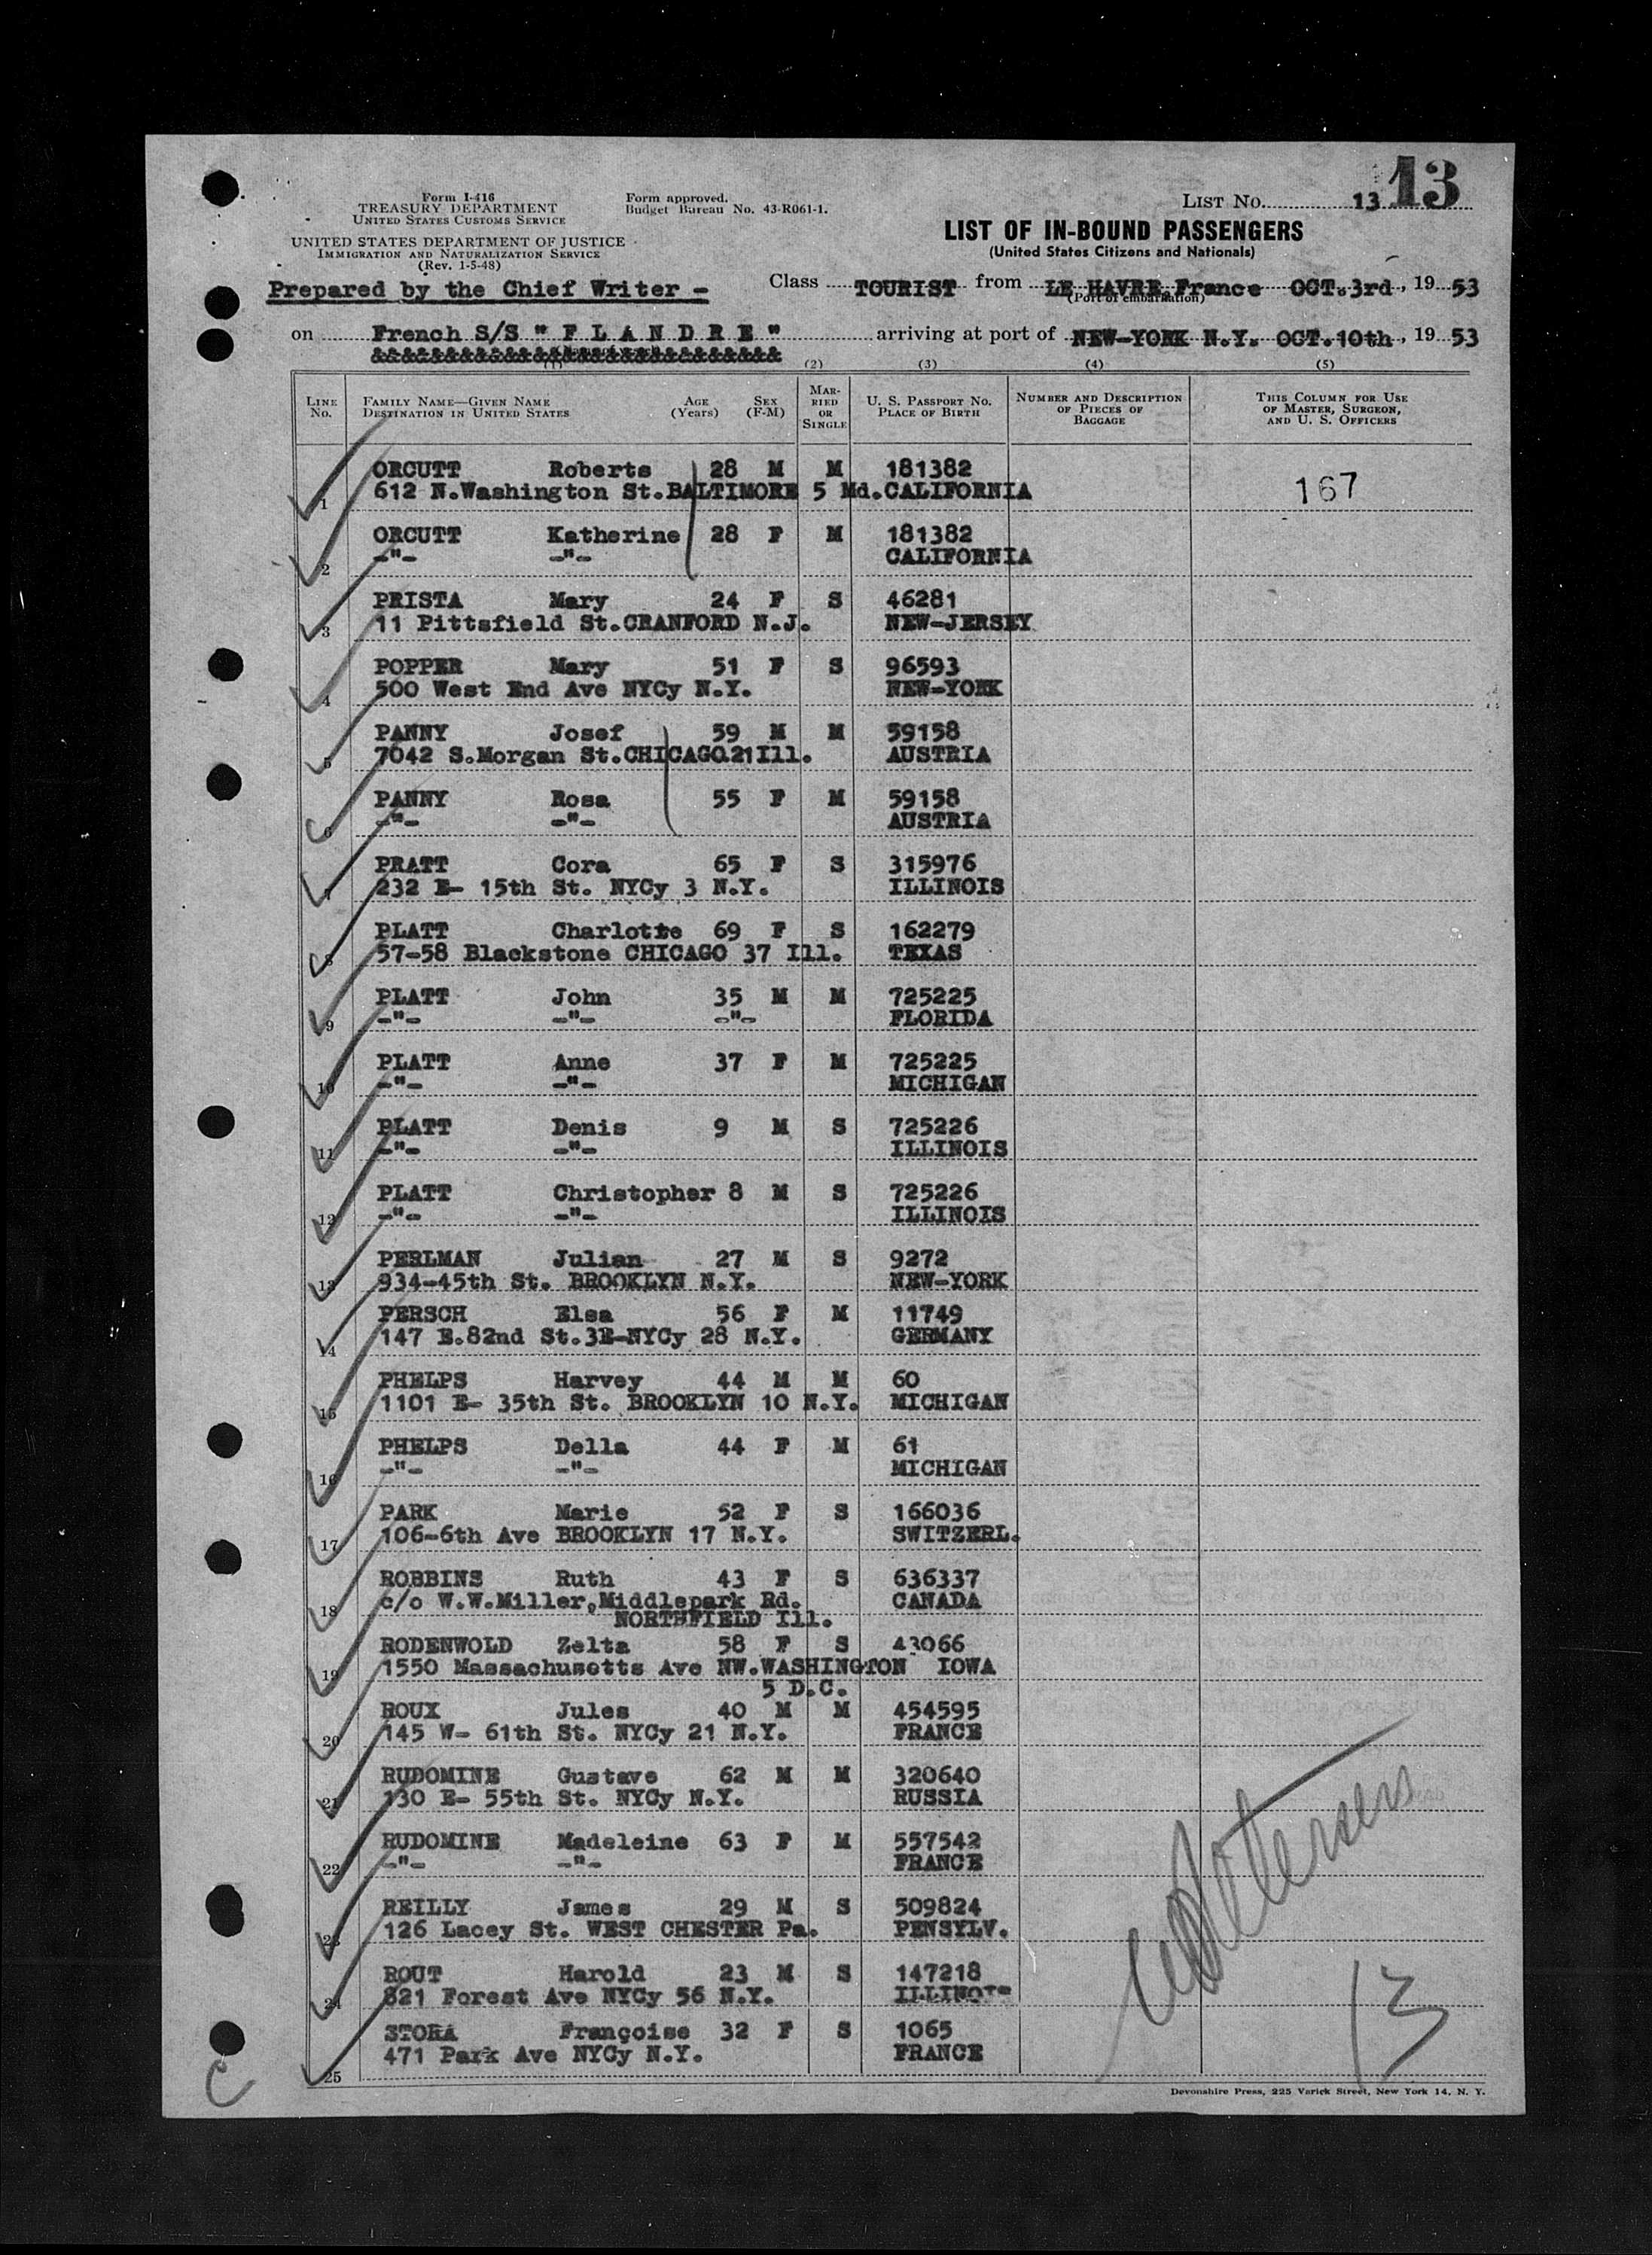 Form I-416
TREASURY DEPARTMENT
UNITED STATES CUSTOMS SERVICE
UNITED STATES DEPARTMENT OF JUSTICE
IMMIGRATION AND NATURALIZATION SERVICE
(Rev. 1-5-48)
Form approved.
Budget Bureau No. 43-R061-1.
LIST No. 13 13
LIST OF IN-BOUND PASSENGERS
(United States Citizens and Nationals)
Prepared by the Chief Writer -
Class TOURIST from LE HAVRE, France OCT. 3rd, 1953
(Port of embarkation)
on French S/S " F L A N D R E " arriving at port of NEW-YORK N.Y. OCT. 10th, 1953
&&&&&&&&&&&&&&&&&&&&&&&&&&&&
(1) (2) (3) (4) (5)
LINE No. FAMILY NAME—GIVEN NAME DESTINATION IN UNITED STATES AGE (Years) SEX (F-M) MARRIED OR SINGLE U. S. PASSPORT NO. PLACE OF BIRTH NUMBER AND DESCRIPTION OF PIECES OF BAGGAGE THIS COLUMN FOR USE OF MASTER, SURGEON, AND U. S. OFFICERS
ORCUTT Roberts 28 M M 181382
1 612 N.Washington St.BALTIMORE 5 Md. CALIFORNIA 167
ORCUTT Katherine 28 F M 181382
2 -"- -"- CALIFORNIA
PRISTA Mary 24 F S 46281
3 11 Pittsfield St.CRANFORD N.J. NEW-JERSEY
POPPER Mary 51 F S 96593
4 500 West End Ave NYCy N.Y. NEW-YORK
PANNY Josef 59 M M 59158
5 7042 S.Morgan St.CHICAGO.21Ill. AUSTRIA
PANNY Rosa 55 F M 59158
6 -"- -"- AUSTRIA
PRATT Cora 65 F S 315976
7 232 E- 15th St. NYCy 3 N.Y. ILLINOIS
PLATT Charlotte 69 F S 162279
8 57-58 Blackstone CHICAGO 37 Ill. TEXAS
PLATT John 35 M M 725225
9 -"- -"- -"- FLORIDA
PLATT Anne 37 F M 725225
10 -"- -"- MICHIGAN
PLATT Denis 9 M S 725226
11 -"- -"- ILLINOIS
PLATT Christopher 8 M S 725226
12 -"- -"- ILLINOIS
PERLMAN Julian 27 M S 9272
13 934-45th St. BROOKLYN N.Y. NEW-YORK
PERSCH Elsa 56 F M 11749
14 147 E.82nd St.3E-NYCy 28 N.Y. GERMANY
PHELPS Harvey 44 M M 60
15 1101 E- 35th St. BROOKLYN 10 N.Y. MICHIGAN
PHELPS Della 44 F M 61
16 -"- -"- MICHIGAN
PARK Marie 52 F S 166036
17 106-6th Ave BROOKLYN 17 N.Y. SWITZERL.
ROBBINS Ruth 43 F S 636337
18 c/o W.W.Miller,Middlepark Rd. CANADA
NORTHFIELD Ill.
RODENWOLD Zelta 58 F S 43066
19 1550 Massachusetts Ave NW.WASHINGTON IOWA
5 D.C.
ROUX Jules 40 M M 454595
20 145 W- 61th St. NYCy 21 N.Y. FRANCE
RUDOMINE Gustave 62 M M 320640
21 130 E- 55th St. NYCy N.Y. RUSSIA
RUDOMINE Madeleine 63 F M 557542
22 -"- -"- FRANCE
REILLY James 29 M S 509824
23 126 Lacey St. WEST CHESTER Pa. PENSYLV.
ROUT Harold 23 M S 147218
24 821 Forest Ave NYCy 56 N.Y. ILLINOIS
STORA Françoise 32 F S 1065
471 Park Ave NYCy N.Y. FRANCE
25
13
C
Devonshire Press, 225 Varick Street, New York 14, N. Y.